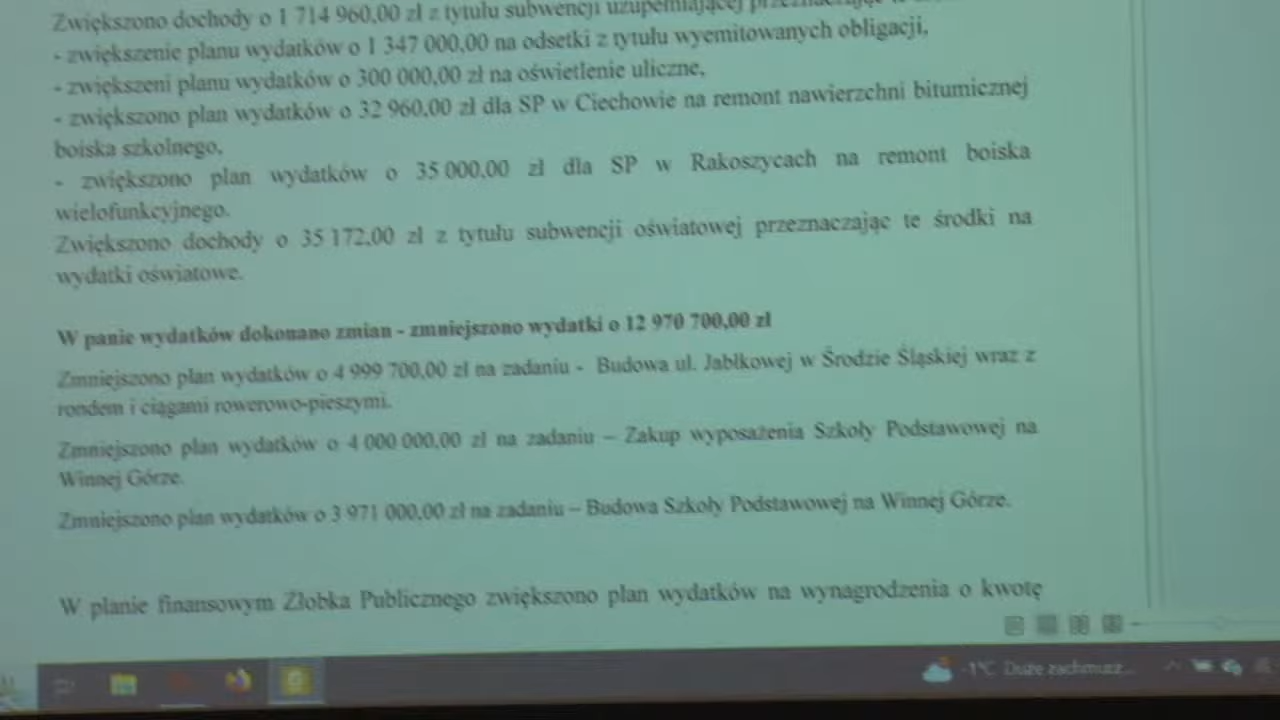 Zwiększono dochody o 1 714 960,00 zł z tytułu subwencji uzupełniającej
- zwiększenie planu wydatków o 1 347 000,00 na odsetki z tytułu wyemitowanych obligacji,
- zwiększeni planu wydatków o 300 000,00 zł na oświetlenie uliczne,
- zwiększono plan wydatków o 32 960,00 zł dla SP w Ciechowie na remont nawierzchni bitumicznej
boiska szkolnego,
- zwiększono plan wydatków o 35 000,00 zł dla SP w Rakoszycach na remont boiska
wielofunkcyjnego.
Zwiększono dochody o 35 172,00 zł z tytułu subwencji oświatowej przeznaczając te środki na
wydatki oświatowe.
W panie wydatków dokonano zmian - zmniejszono wydatki o 12 970 700,00 zł
Zmniejszono plan wydatków o 4 999 700,00 zł na zadaniu - Budowa ul. Jabłkowej w Środzie Śląskiej wraz z
rondem i ciągami rowerowo-pieszymi.
Zmniejszono plan wydatków o 4 000 000,00 zł na zadaniu – Zakup wyposażenia Szkoły Podstawowej na
Winnej Górze.
Zmniejszono plan wydatków o 3 971 000,00 zł na zadaniu – Budowa Szkoły Podstawowej na Winnej Górze.
W planie finansowym Żłobka Publicznego zwiększono plan wydatków na wynagrodzenia o kwotę
-1°C Duże zachmurz...